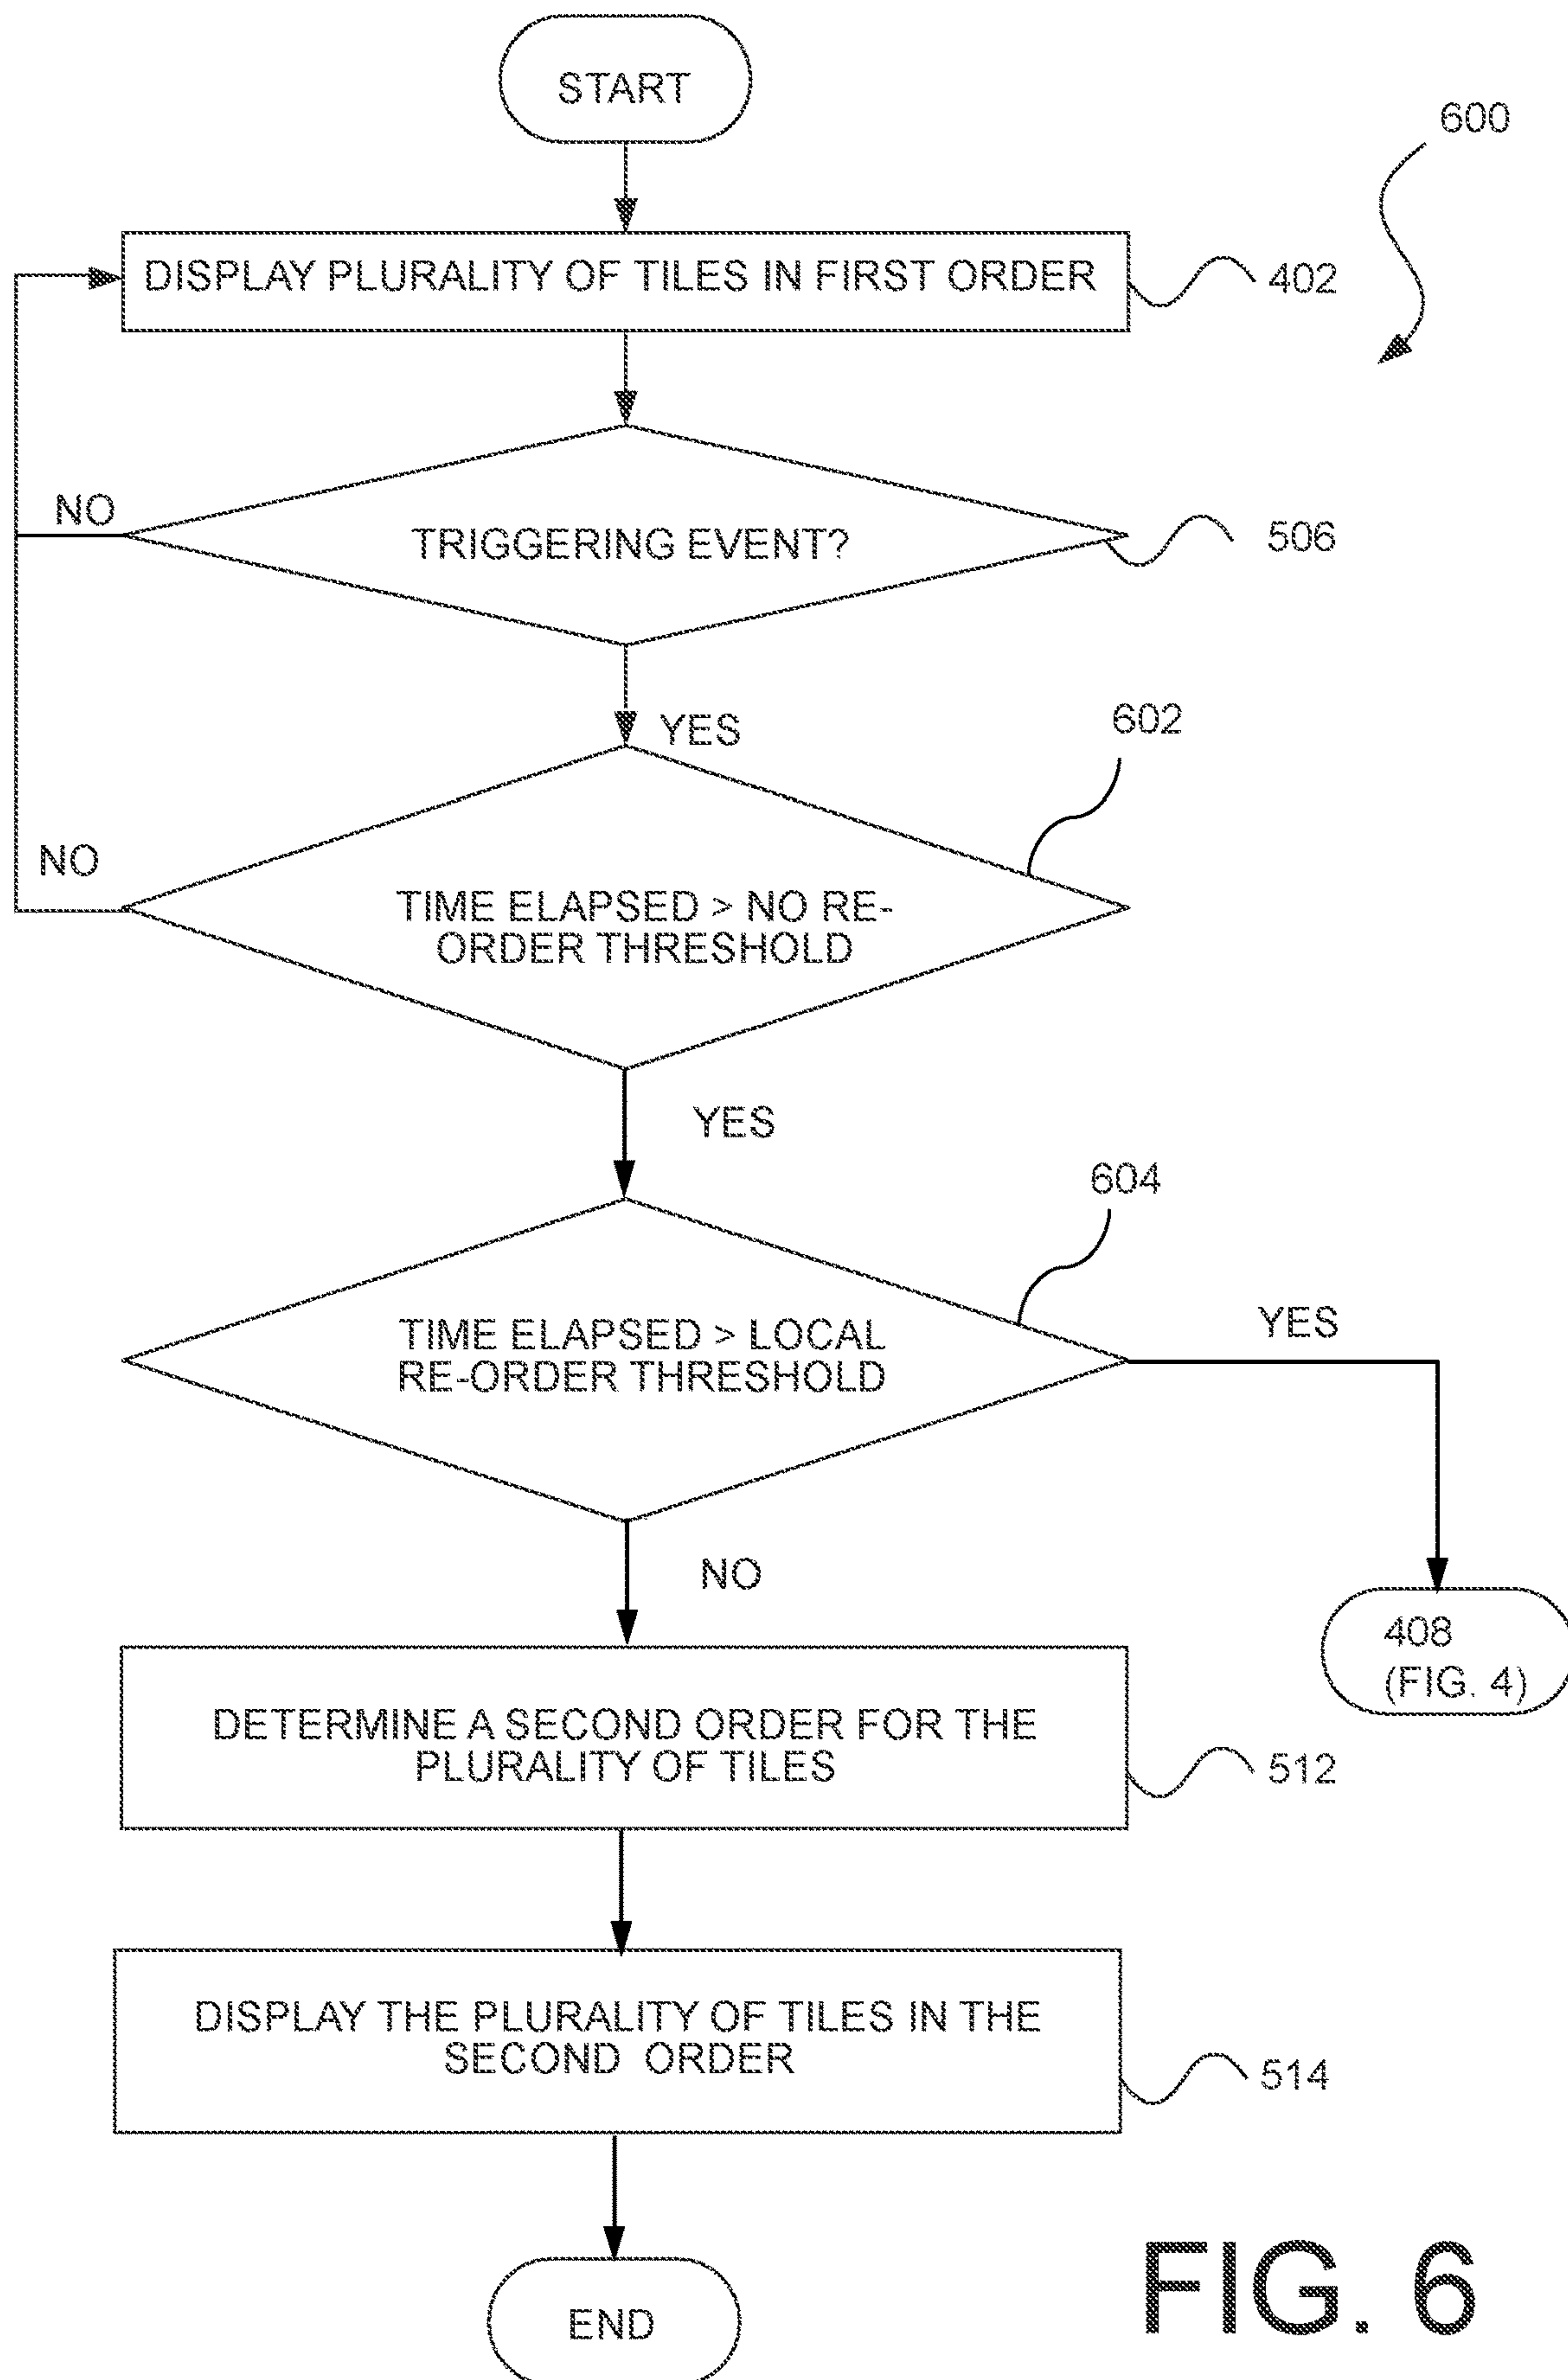 START
600
DISPLAY PLURALITY OF TILES IN FIRST ORDER
402
NO
TRIGGERING EVENT?
506
YES
602
NO
TIME ELAPSED > NO RE-
ORDER THRESHOLD
YES
604
TIME ELAPSED > LOCAL
RE-ORDER THRESHOLD
YES
NO
408
(FIG. 4)
DETERMINE A SECOND ORDER FOR THE
PLURALITY OF TILES
512
DISPLAY THE PLURALITY OF TILES IN THE
SECOND ORDER
514
END
FIG. 6